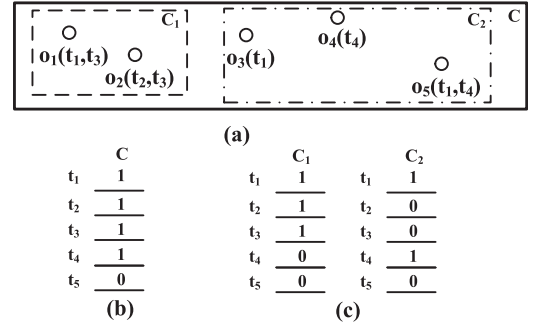 C₁ C₂ C
o₁(t₁,t₃) o₂(t₂,t₃) o₃(t₁) o₄(t₄) o₅(t₁,t₄)
(a)
C C₁ C₂
t₁ 1 t₁ 1 t₁ 1
t₂ 1 t₂ 1 t₂ 0
t₃ 1 t₃ 1 t₃ 0
t₄ 1 t₄ 0 t₄ 1
t₅ 0 t₅ 0 t₅ 0
(b) (c)